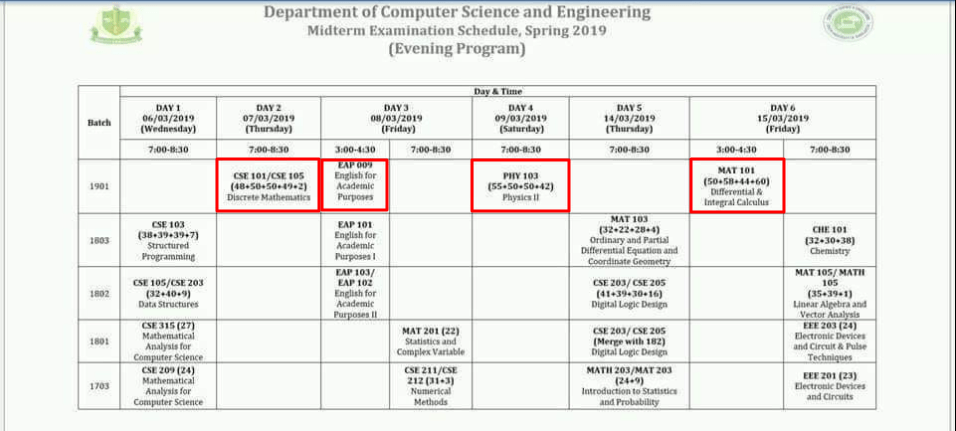 Department of Computer Science and Engineering
Midterm Examination Schedule, Spring 2019
(Evening Program)
Day & Time
Batch
DAY 1
06/03/2019
(Wednesday)
DAY 2
07/03/2019
(Thursday)
DAY 3
08/03/2019
(Friday)
DAY 4
09/03/2019
(Saturday)
DAY 5
14/03/2019
(Thursday)
DAY 6
15/03/2019
(Friday)
7:00-8:30
7:00-8:30
3:00-4:30
7:00-8:30
7:00-8:30
7:00-8:30
3:00-4:30
7:00-8:30
1901
CSE 101/CSE 105
(48+50+50+49+2)
Discrete Mathematics
EAP 009
English for
Academic
Purposes
PHY 103
(55+50+50+42)
Physics II
MAT 101
(50+58+44+60)
Differential &
Integral Calculus
1803
CSE 103
(38+39+39+7)
Structured
Programming
EAP 101
English for
Academic
Purposes I
MAT 103
(32+22+28+4)
Ordinary and Partial
Differential Equation and
Coordinate Geometry
CHE 101
(32+30+38)
Chemistry
1802
CSE 105/CSE 203
(32+40+9)
Data Structures
EAP 103/
EAP 102
English for
Academic
Purposes II
CSE 203/ CSE 205
(41+39+30+16)
Digital Logic Design
MAT 105/ MATH
105
(35+39+1)
Linear Algebra and
Vector Analysis
1801
CSE 315 (27)
Mathematical
Analysis for
Computer Science
MAT 201 (22)
Statistics and
Complex Variable
CSE 203/ CSE 205
(Merge with 182)
Digital Logic Design
EEE 203 (24)
Electronic Devices
and Circuit & Pulse
Techniques
1703
CSE 209 (24)
Mathematical
Analysis for
Computer Science
CSE 211/CSE
212 (31+3)
Numerical
Methods
MATH 203/MAT 203
(24+9)
Introduction to Statistics
and Probability
EEE 201 (23)
Electronic Devices
and Circuits